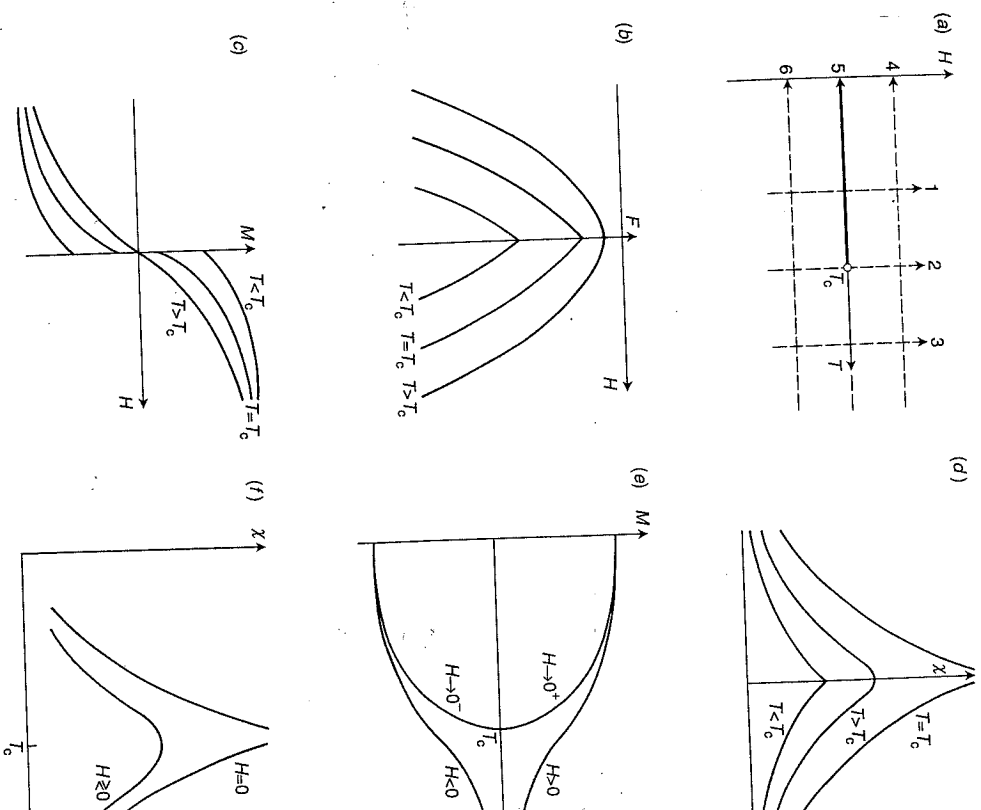 (a)
H
4
5
6
1
2
3
T_c
T
(b)
F
H
T<T_c
T=T_c
T>T_c
(c)
M
H
T<T_c
T>T_c
T=T_c
(d)
χ
T=T_c
T>T_c
T<T_c
(e)
M
H→0⁺
H→0⁻
T_c
H>0
H<0
(f)
χ
H=0
H≷0
T_c